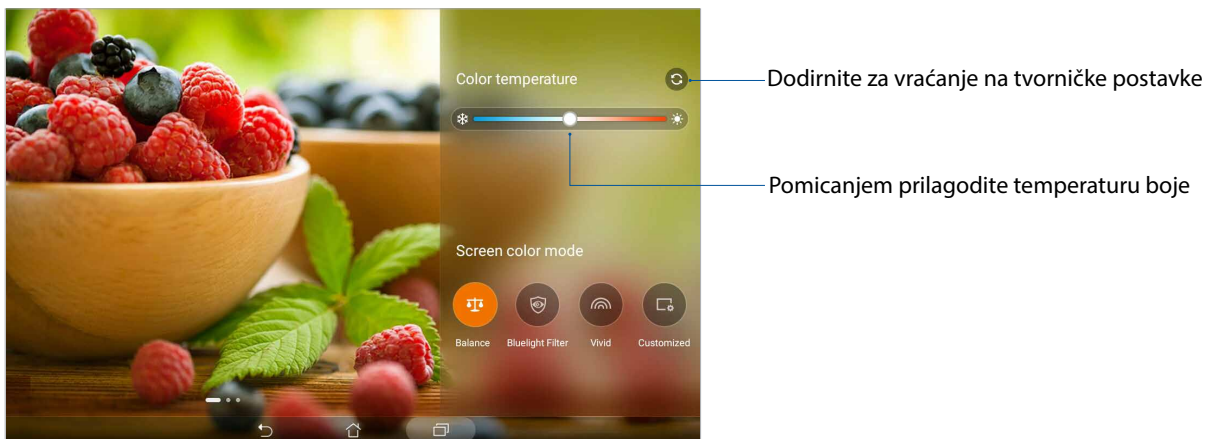 Color temperature
Dodirnite za vraćanje na tvorničke postavke
Pomicanjem prilagodite temperaturu boje
Screen color mode
Balance
Bluelight Filter
Vivid
Customized